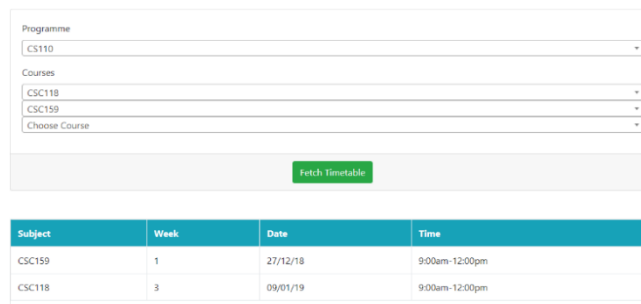 Programme
CS110
Courses
CSC118
CSC159
Choose Course
Fetch Timetable
Subject Week Date Time
CSC159 1 27/12/18 9:00am-12:00pm
CSC118 3 09/01/19 9:00am-12:00pm